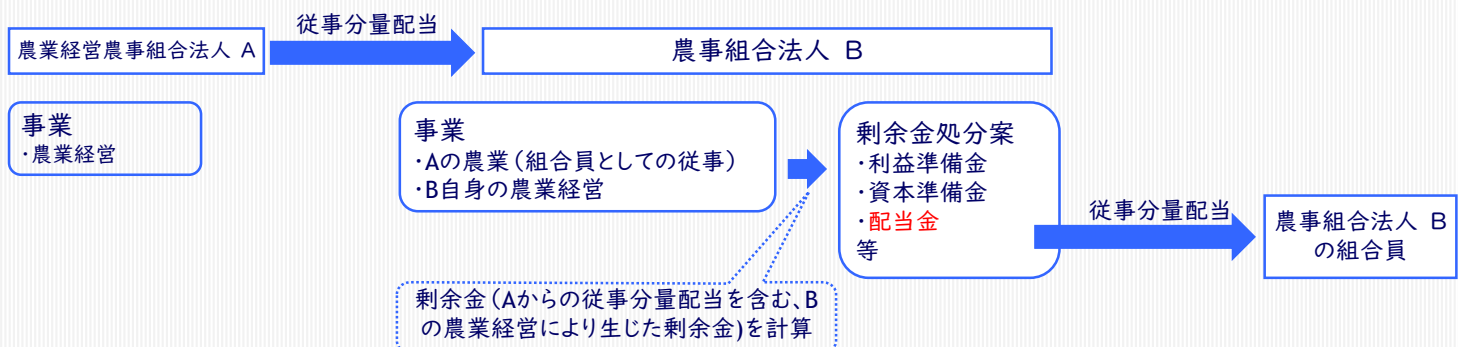 従事分量配当
農業経営農事組合法人 A
農事組合法人 B
事業
・農業経営
事業
・Aの農業(組合員としての従事)
・B自身の農業経営
剰余金処分案
・利益準備金
・資本準備金
・配当金
等
従事分量配当
農事組合法人 B
の組合員
剰余金(Aからの従事分量配当を含む、B
の農業経営により生じた剰余金)を計算